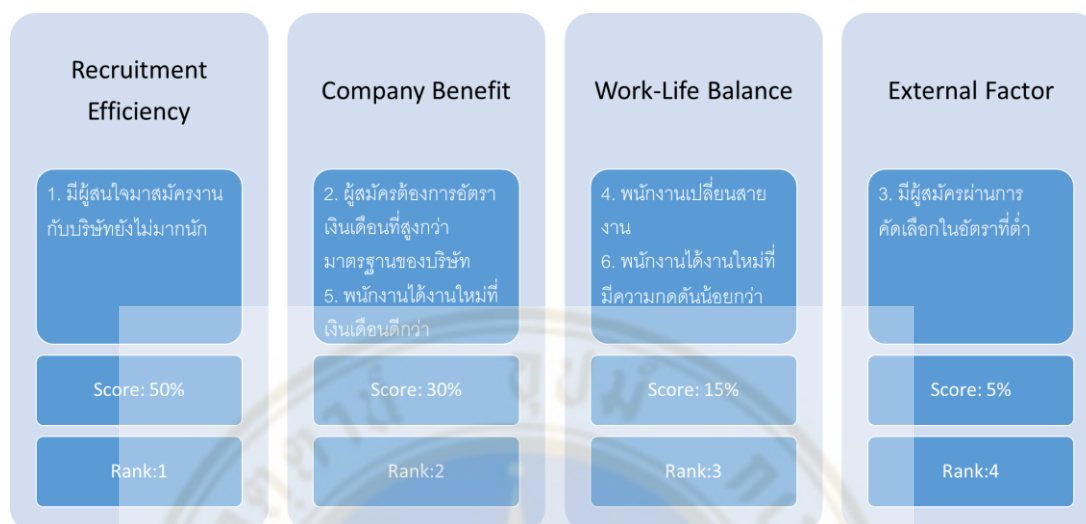 Recruitment
Efficiency
1. มีผู้สนใจมาสมัครงาน
กับบริษัทยังไม่มากนัก
Score: 50%
Rank:1
Company Benefit
2. ผู้สมัครต้องการอัตรา
เงินเดือนที่สูงกว่า
มาตรฐานของบริษัท
5. พนักงานได้งานใหม่ที่
เงินเดือนดีกว่า
Score: 30%
Rank:2
Work-Life Balance
4. พนักงานเปลี่ยนสาย
งาน
6. พนักงานได้งานใหม่ที่
มีความกดดันน้อยกว่า
Score: 15%
Rank:3
External Factor
3. มีผู้สมัครผ่านการ
คัดเลือกในอัตราที่ต่ำ
Score: 5%
Rank:4